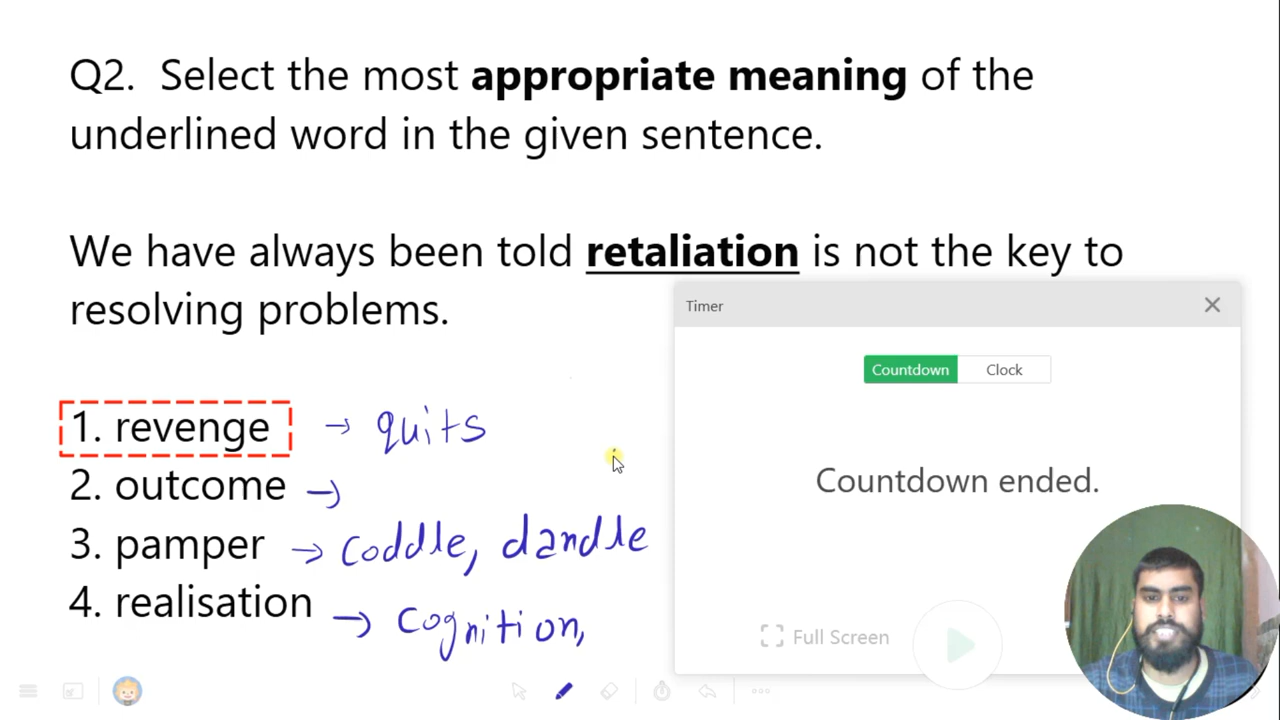 Q2. Select the most appropriate meaning of the
underlined word in the given sentence.
We have always been told retaliation is not the key to
resolving problems.
Timer
Countdown Clock
1. revenge → quits
2. outcome →
Countdown ended.
3. pamper → coddle, dandle
4. realisation → cognition,
Full Screen